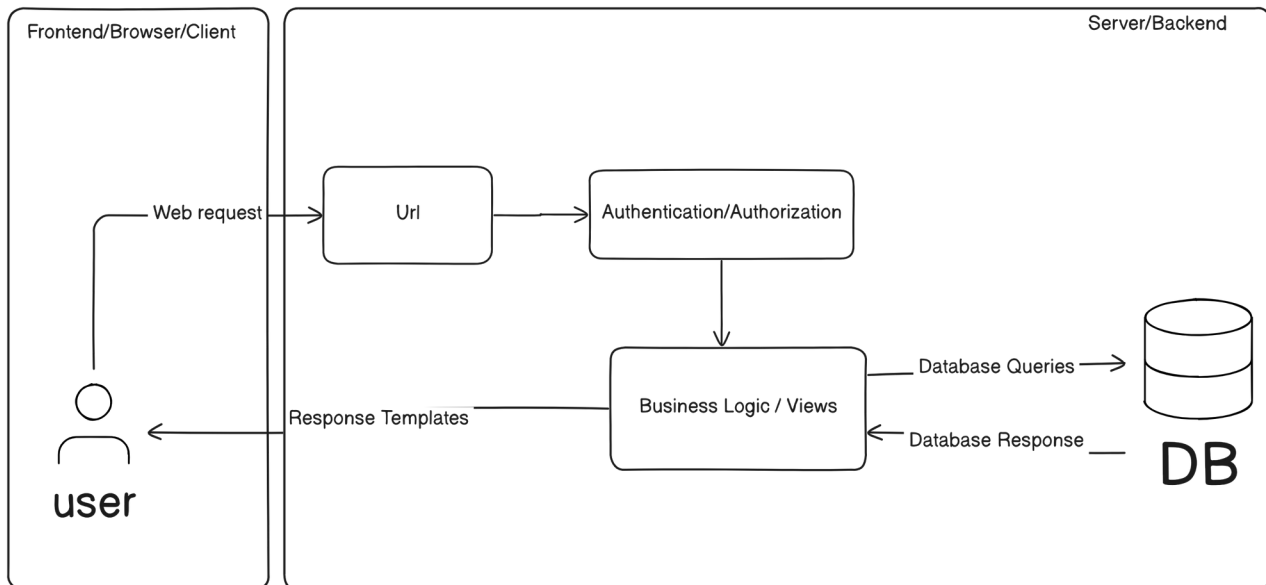 Frontend/Browser/Client
Server/Backend
Web request
Url
Authentication/Authorization
Database Queries
Business Logic / Views
Response Templates
Database Response
DB
user